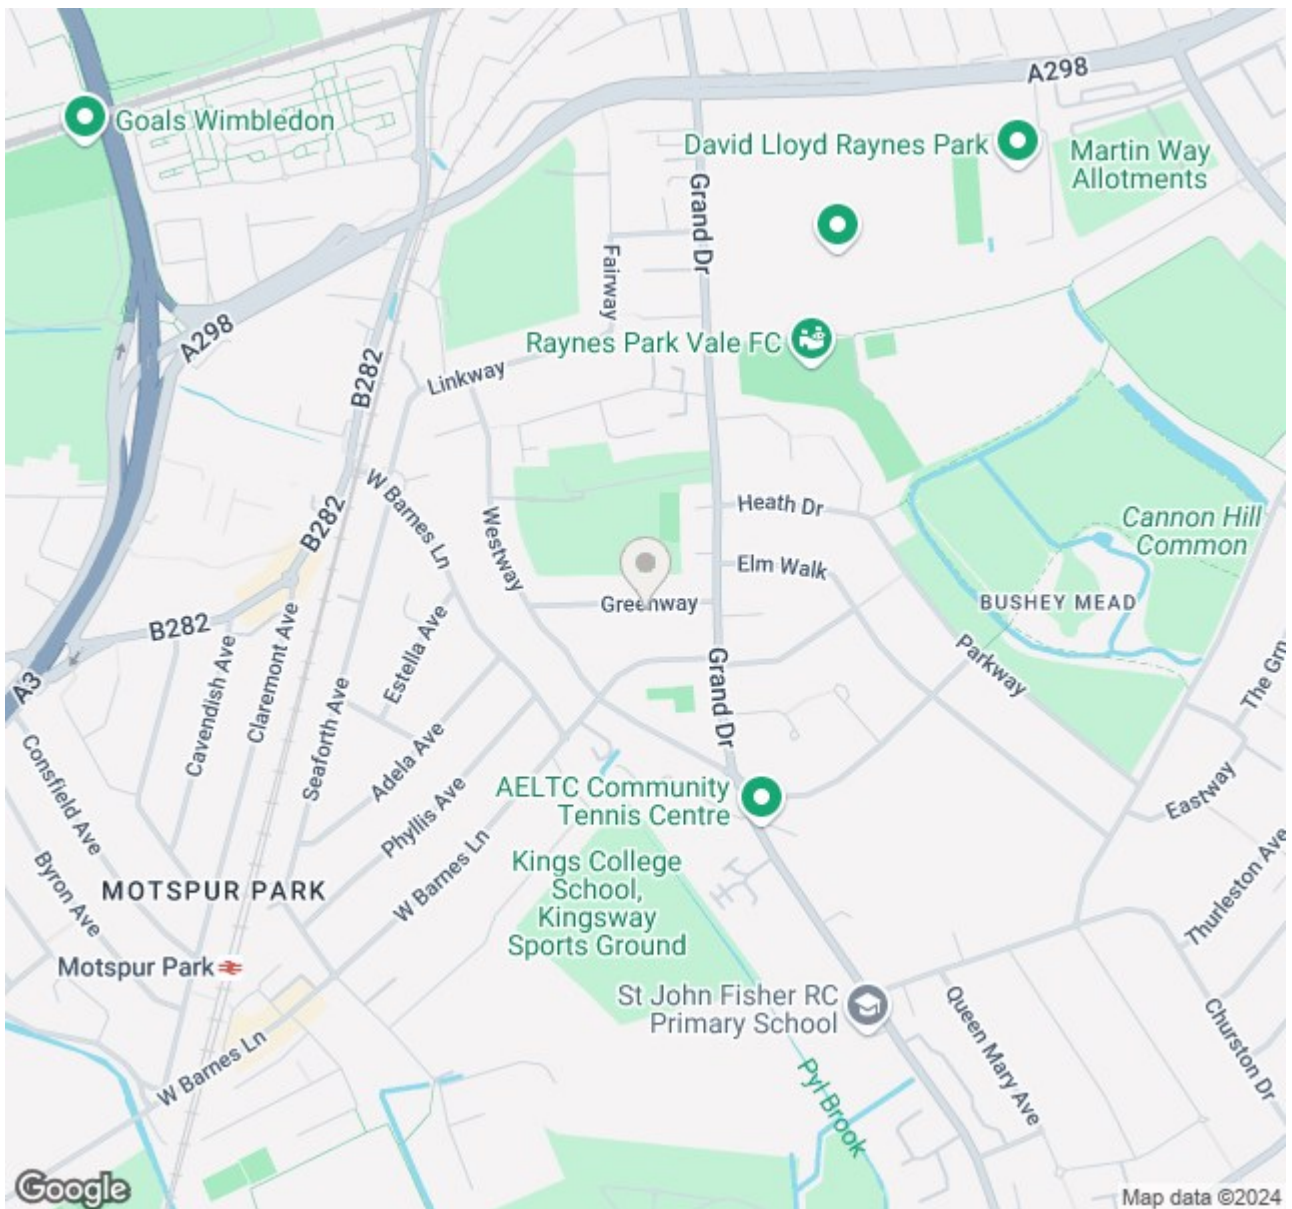 A298
Goals Wimbledon
David Lloyd Raynes Park
Martin Way
Allotments
Grand Dr
Fairway
A298
Raynes Park Vale FC
Linkway
B282
W Barnes Ln
Westway
Heath Dr
B282
Cannon Hill
Common
Elm Walk
Greenway
BUSHEY MEAD
B282
A3
Cavendish Ave
Claremont Ave
Estella Ave
Seaforth Ave
Grand Dr
Parkway
The Grn
Consfield Ave
Adela Ave
Phyllis Ave
AELTC Community
Tennis Centre
Eastway
Byron Ave
MOTSPUR PARK
W Barnes Ln
Kings College
School,
Kingsway
Sports Ground
Thurleston Ave
Motspur Park
St John Fisher RC
Primary School
Queen Mary Ave
Churston Dr
W Barnes Ln
Pyl Brook
Google
Map data ©2024